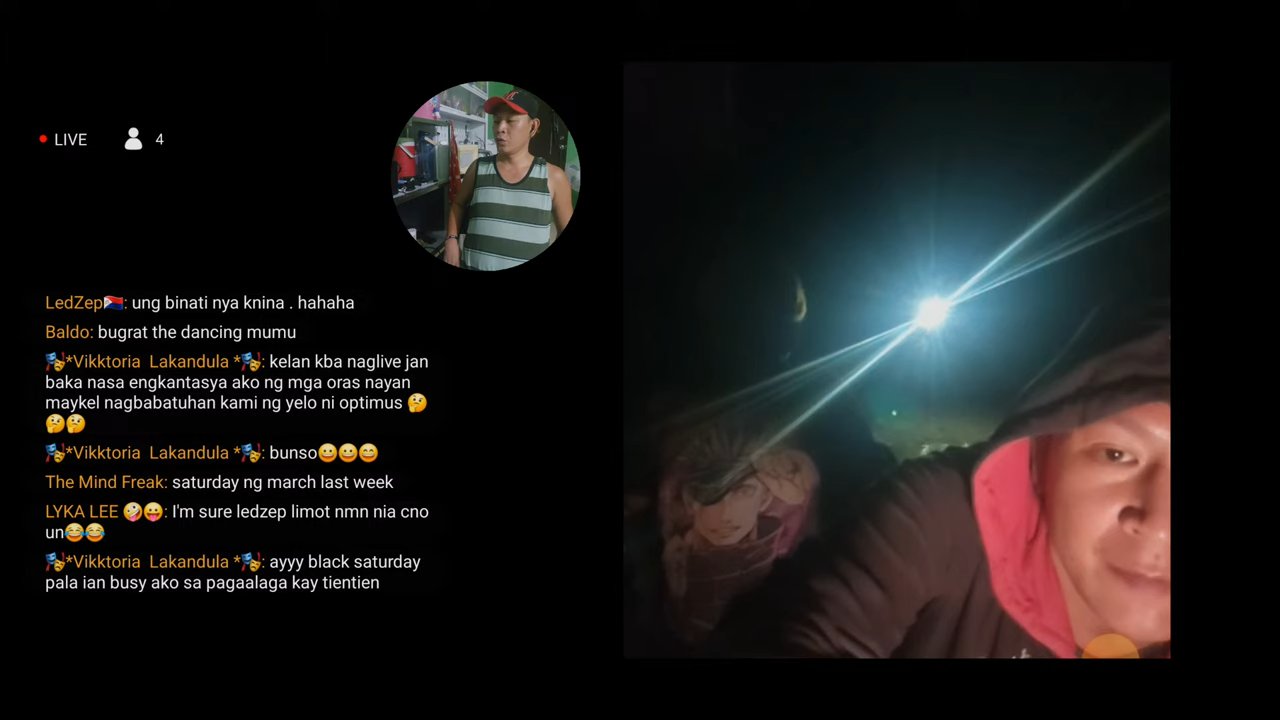 LIVE 4
LedZep🇵🇭: ung binati nya knina . hahaha
Baldo: bugrat the dancing mumu
🎭*Vikktoria Lakandula *🎭: kelan kba naglive jan
baka nasa engkantasya ako ng mga oras nayan
maykel nagbabatuhan kami ng yelo ni optimus 🤔
🤔🤔
🎭*Vikktoria Lakandula *🎭: bunso😀😀😄
The Mind Freak: saturday ng march last week
LYKA LEE 🤪😛: I'm sure ledzep limot nmn nia cno
un😂😂
🎭*Vikktoria Lakandula *🎭: ayyy black saturday
pala ian busy ako sa pagaalaga kay tientien